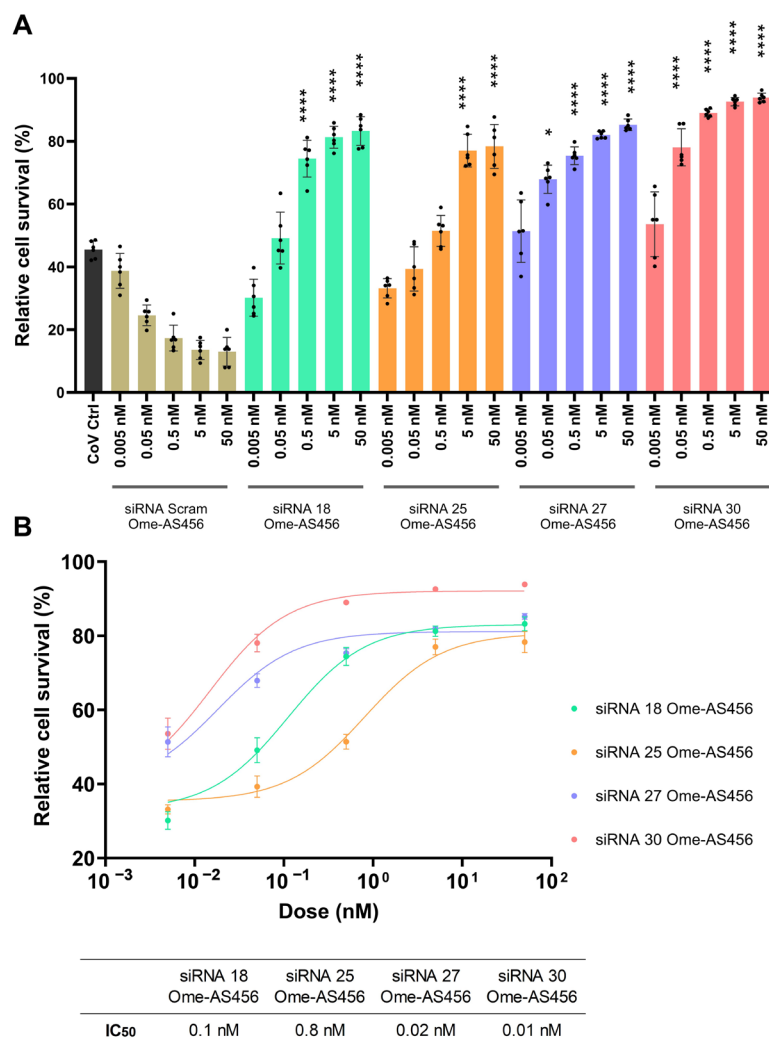 A
Relative cell survival (%)
100
80
60
40
20
0
**** **** **** **** **** * **** **** **** **** **** **** ****
CoV Ctrl 0.005 nM 0.05 nM 0.5 nM 5 nM 50 nM 0.005 nM 0.05 nM 0.5 nM 5 nM 50 nM 0.005 nM 0.05 nM 0.5 nM 5 nM 50 nM 0.005 nM 0.05 nM 0.5 nM 5 nM 50 nM 0.005 nM 0.05 nM 0.5 nM 5 nM 50 nM
siRNA Scram siRNA 18 siRNA 25 siRNA 27 siRNA 30
Ome-AS456 Ome-AS456 Ome-AS456 Ome-AS456 Ome-AS456
B
Relative cell survival (%)
100
80
60
40
20
10⁻³ 10⁻² 10⁻¹ 10⁰ 10¹ 10²
Dose (nM)
siRNA 18 Ome-AS456
siRNA 25 Ome-AS456
siRNA 27 Ome-AS456
siRNA 30 Ome-AS456
siRNA 18 siRNA 25 siRNA 27 siRNA 30
Ome-AS456 Ome-AS456 Ome-AS456 Ome-AS456
IC₅₀ 0.1 nM 0.8 nM 0.02 nM 0.01 nM